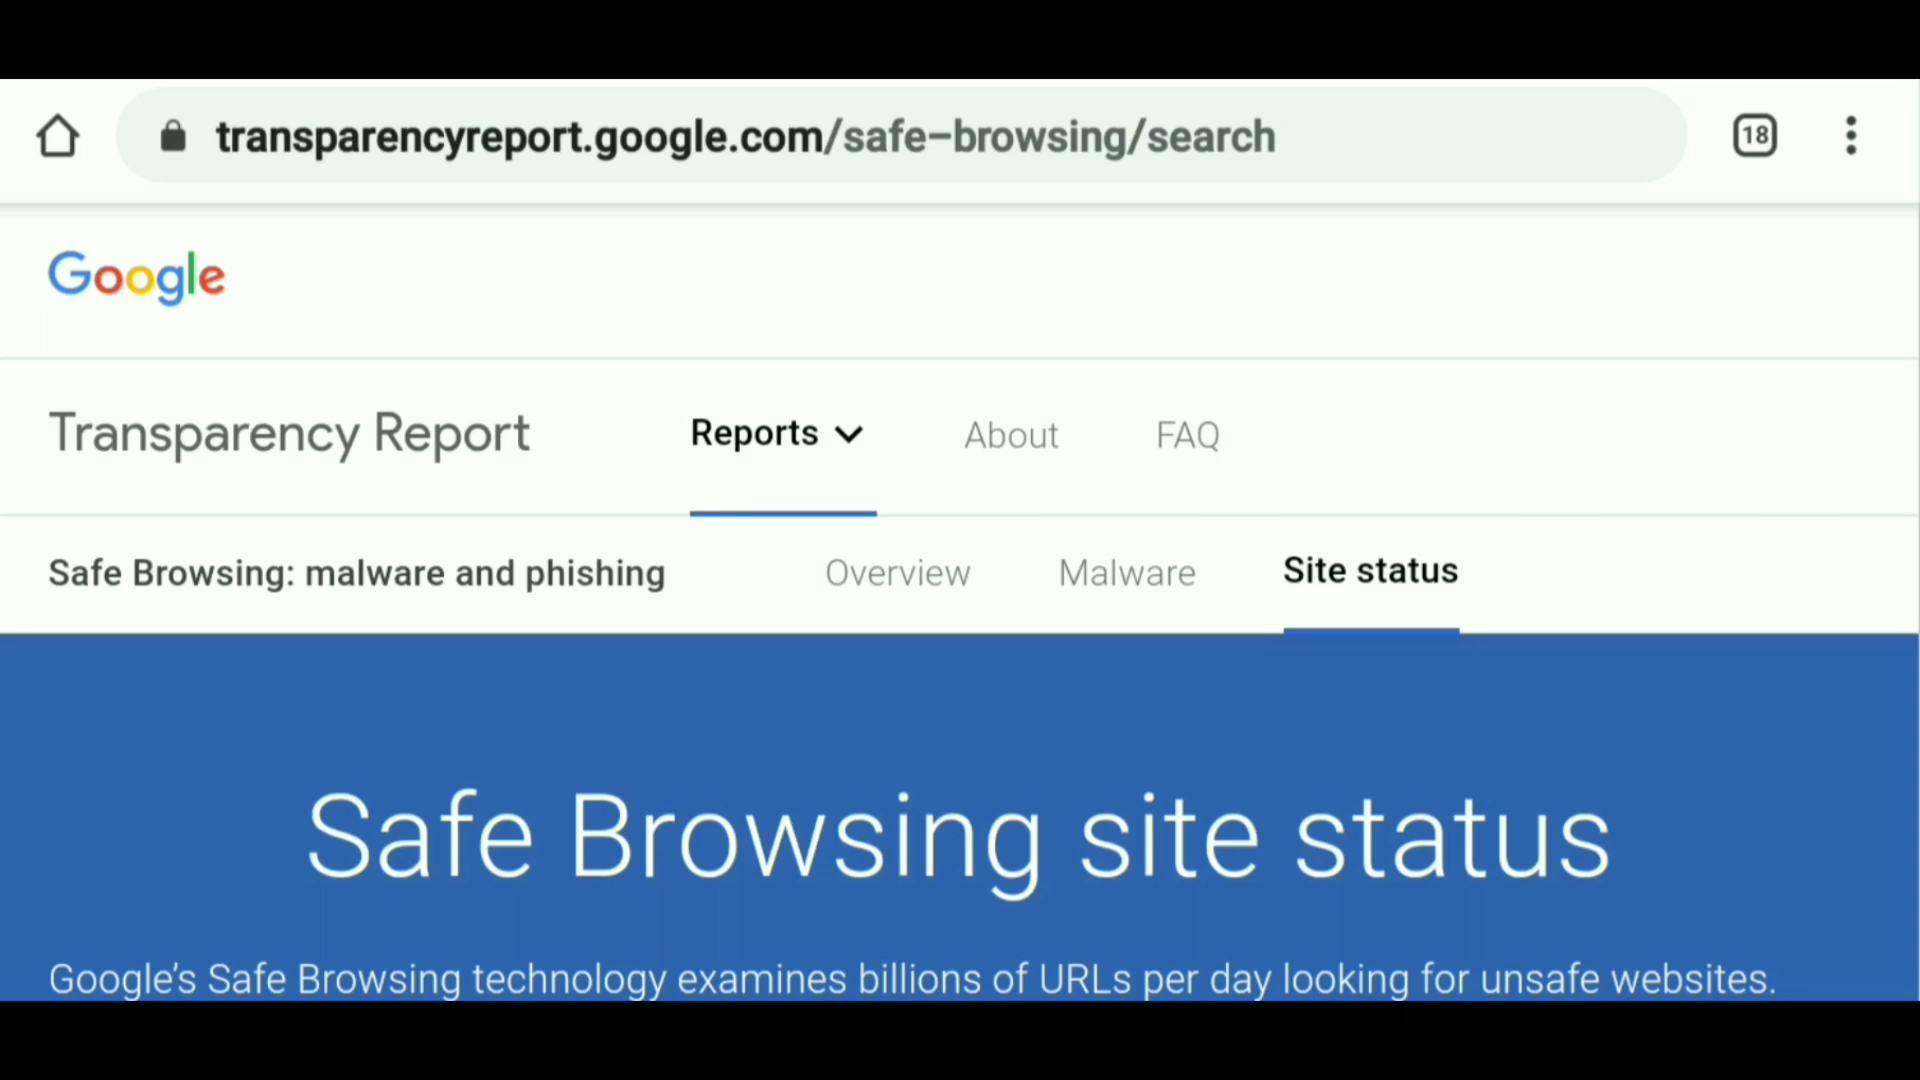 transparencyreport.google.com/safe-browsing/search
18
Google
Transparency Report
Reports
About
FAQ
Safe Browsing: malware and phishing
Overview
Malware
Site status
Safe Browsing site status
Google's Safe Browsing technology examines billions of URLs per day looking for unsafe websites.